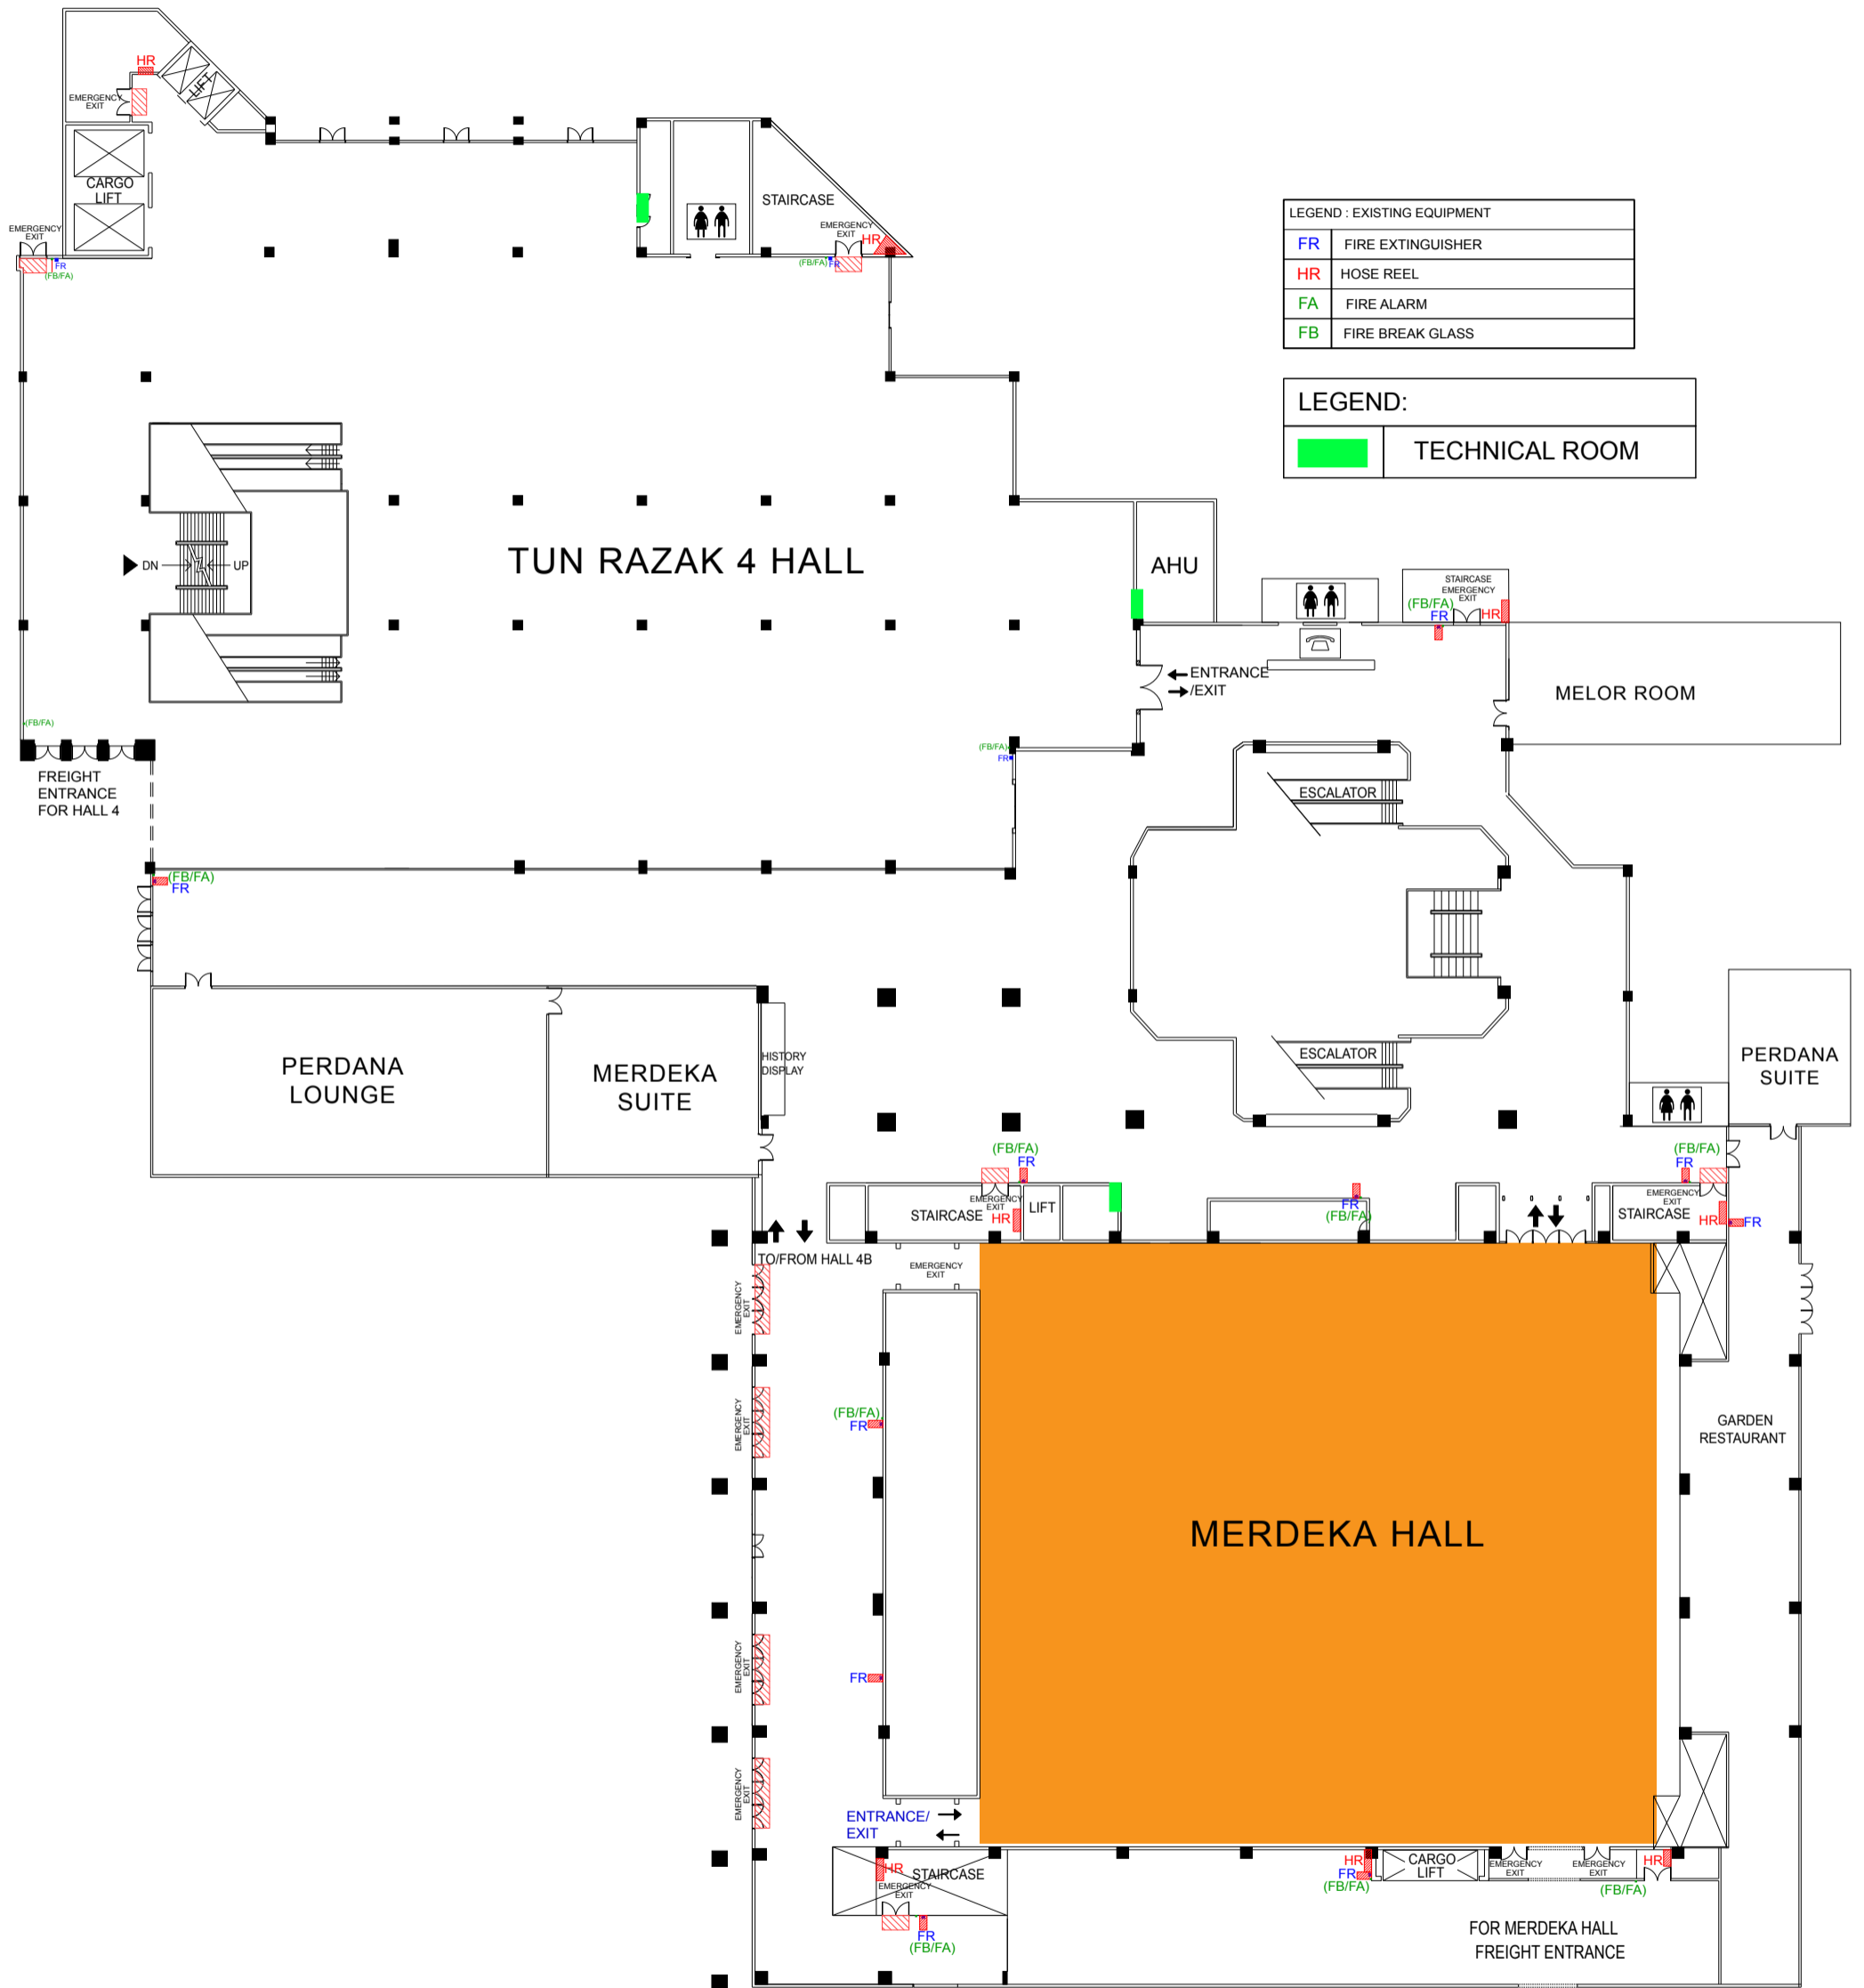 HR
LIFT
EMERGENCY
EXIT
CARGO
LIFT
STAIRCASE
EMERGENCY
EXIT
FR
(FB/FA)
EMERGENCY
EXIT
HR
(FB/FA)
FR
LEGEND : EXISTING EQUIPMENT
FR FIRE EXTINGUISHER
HR HOSE REEL
FA FIRE ALARM
FB FIRE BREAK GLASS
LEGEND:
TECHNICAL ROOM
DN
UP
TUN RAZAK 4 HALL
AHU
STAIRCASE
EMERGENCY
EXIT
(FB/FA)
FR
HR
ENTRANCE
/EXIT
MELOR ROOM
(FB/FA)
FREIGHT
ENTRANCE
FOR HALL 4
(FB/FA)
FR
ESCALATOR
(FB/FA)
FR
PERDANA
LOUNGE
MERDEKA
SUITE
HISTORY
DISPLAY
ESCALATOR
PERDANA
SUITE
(FB/FA)
FR
EMERGENCY
EXIT
STAIRCASE
HR
LIFT
FR
(FB/FA)
(FB/FA)
FR
EMERGENCY
EXIT
STAIRCASE
HR
FR
TO/FROM HALL 4B
EMERGENCY
EXIT
EMERGENCY
EXIT
EMERGENCY
EXIT
(FB/FA)
FR
GARDEN
RESTAURANT
MERDEKA HALL
EMERGENCY
EXIT
FR
EMERGENCY
EXIT
ENTRANCE/
EXIT
HR
STAIRCASE
EMERGENCY
EXIT
FR
(FB/FA)
HR
FR
(FB/FA)
CARGO
LIFT
EMERGENCY
EXIT
EMERGENCY
EXIT
HR
(FB/FA)
FOR MERDEKA HALL
FREIGHT ENTRANCE